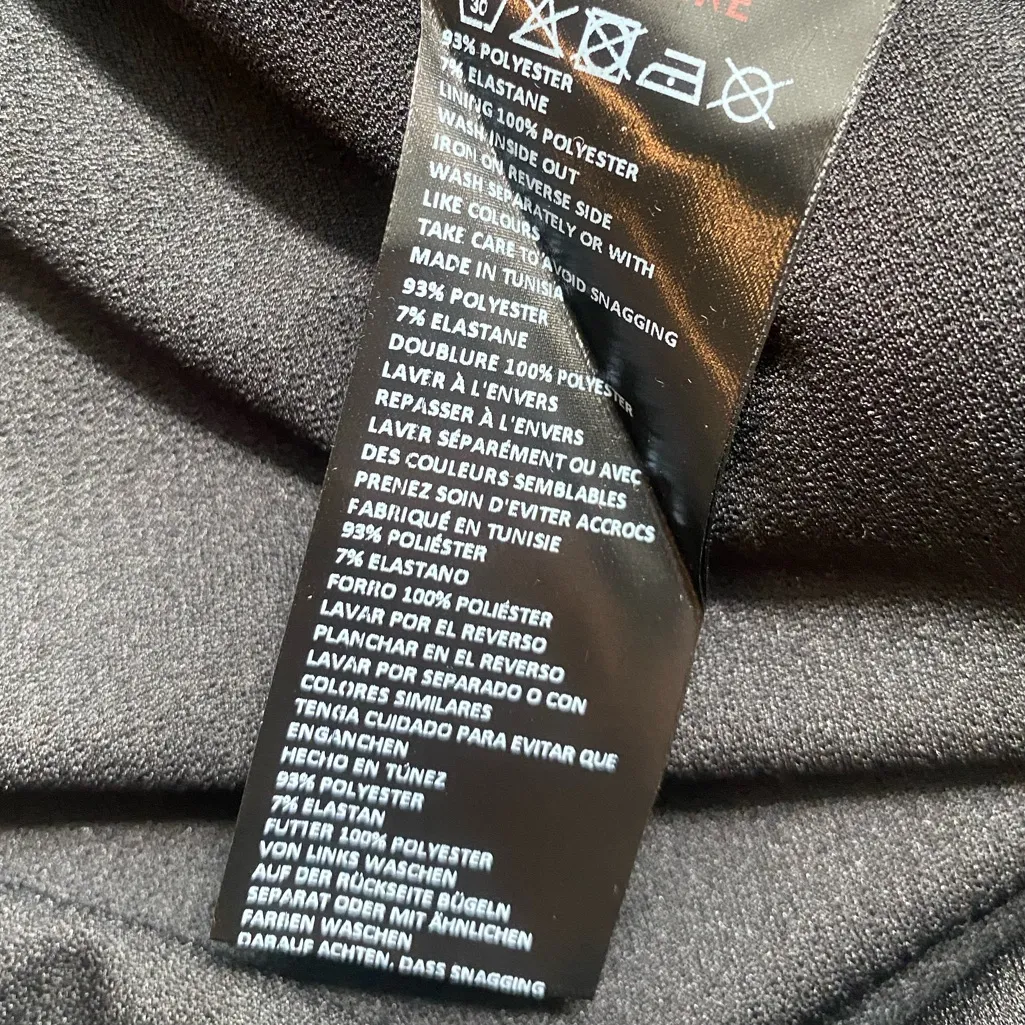 30
93% POLYESTER
7% ELASTANE
LINING 100% POLYESTER
WASH INSIDE OUT
IRON ON REVERSE SIDE
WASH SEPARATELY OR WITH
LIKE COLOURS
TAKE CARE TO AVOID SNAGGING
MADE IN TUNISIA
93% POLYESTER
7% ELASTANE
DOUBLURE 100% POLYESTER
LAVER À L'ENVERS
REPASSER À L'ENVERS
LAVER SÉPARÉMENT OU AVEC
DES COULEURS SEMBLABLES
PRENEZ SOIN D'EVITER ACCROCS
FABRIQUÉ EN TUNISIE
93% POLIÉSTER
7% ELASTANO
FORRO 100% POLIÉSTER
LAVAR POR EL REVERSO
PLANCHAR EN EL REVERSO
LAVAR POR SEPARADO O CON
COLORES SIMILARES
TENGA CUIDADO PARA EVITAR QUE
ENGANCHEN
HECHO EN TÚNEZ
93% POLYESTER
7% ELASTAN
FUTTER 100% POLYESTER
VON LINKS WASCHEN
AUF DER RÜCKSEITE BÜGELN
SEPARAT ODER MIT ÄHNLICHEN
FARBEN WASCHEN
DARAUF ACHTEN, DASS SNAGGING